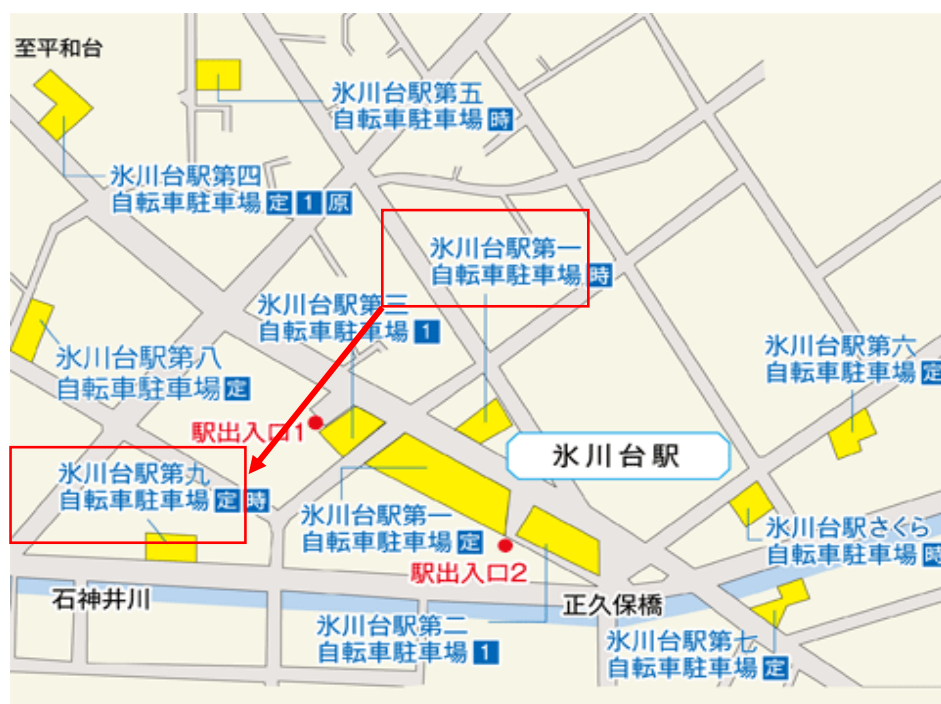 至平和台
氷川台駅第五
自転車駐車場 時
氷川台駅第四
自転車駐車場 定 1 原
氷川台駅第一
自転車駐車場 時
氷川台駅第三
自転車駐車場 1
氷川台駅第八
自転車駐車場 定
氷川台駅第六
自転車駐車場 定
駅出入口1
氷川台駅
氷川台駅第九
自転車駐車場 定 時
氷川台駅第一
自転車駐車場 定
駅出入口2
氷川台駅さくら
自転車駐車場 時
石神井川
正久保橋
氷川台駅第二
自転車駐車場 1
氷川台駅第七
自転車駐車場 定